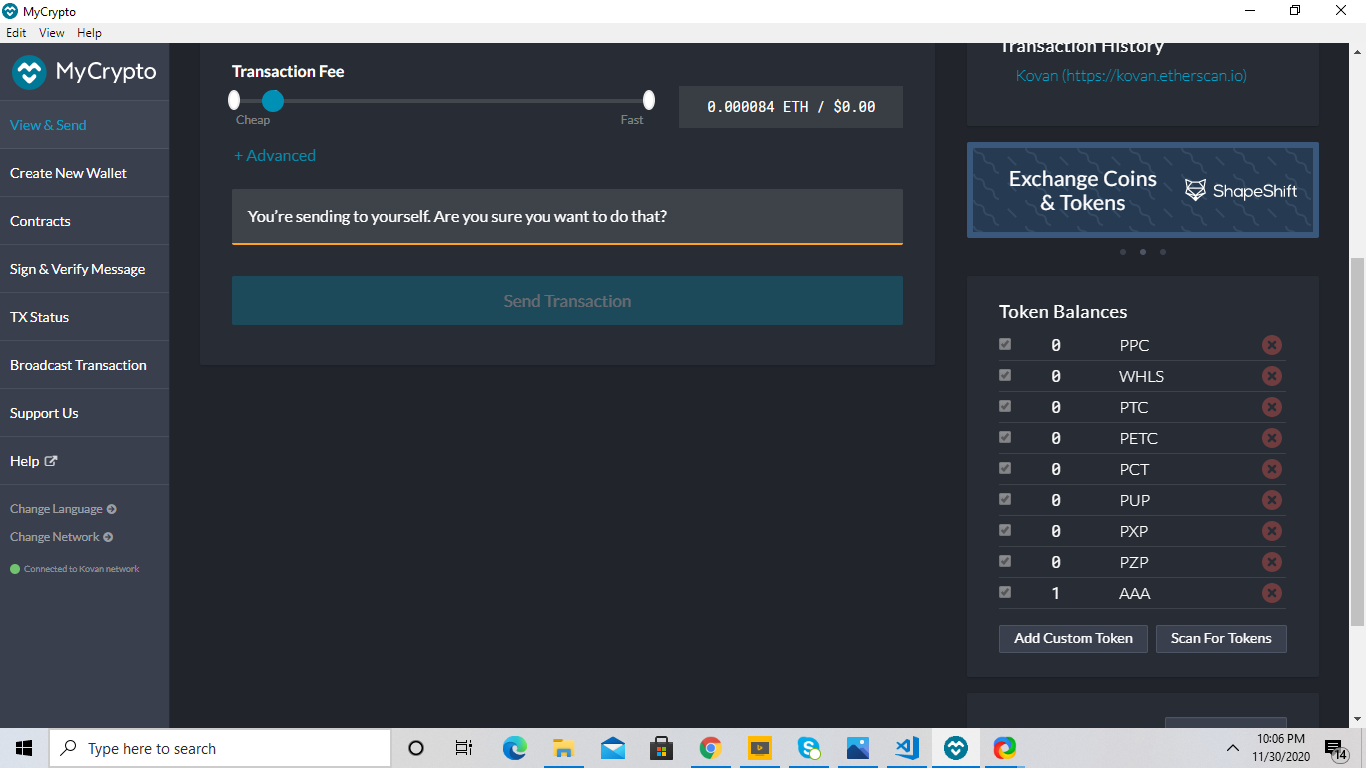 MyCrypto
Edit View Help
MyCrypto
View & Send
Create New Wallet
Contracts
Sign & Verify Message
TX Status
Broadcast Transaction
Support Us
Help
Change Language
Change Network
Connected to Kovan network
Transaction Fee
Cheap
Fast
0.000084 ETH / $0.00
+ Advanced
You’re sending to yourself. Are you sure you want to do that?
Send Transaction
Transaction History
Kovan (https://kovan.etherscan.io)
Exchange Coins
& Tokens
ShapeShift
Token Balances
0 PPC
0 WHLS
0 PTC
0 PETC
0 PCT
0 PUP
0 PXP
0 PZP
1 AAA
Add Custom Token
Scan For Tokens
Type here to search
10:06 PM
11/30/2020
14